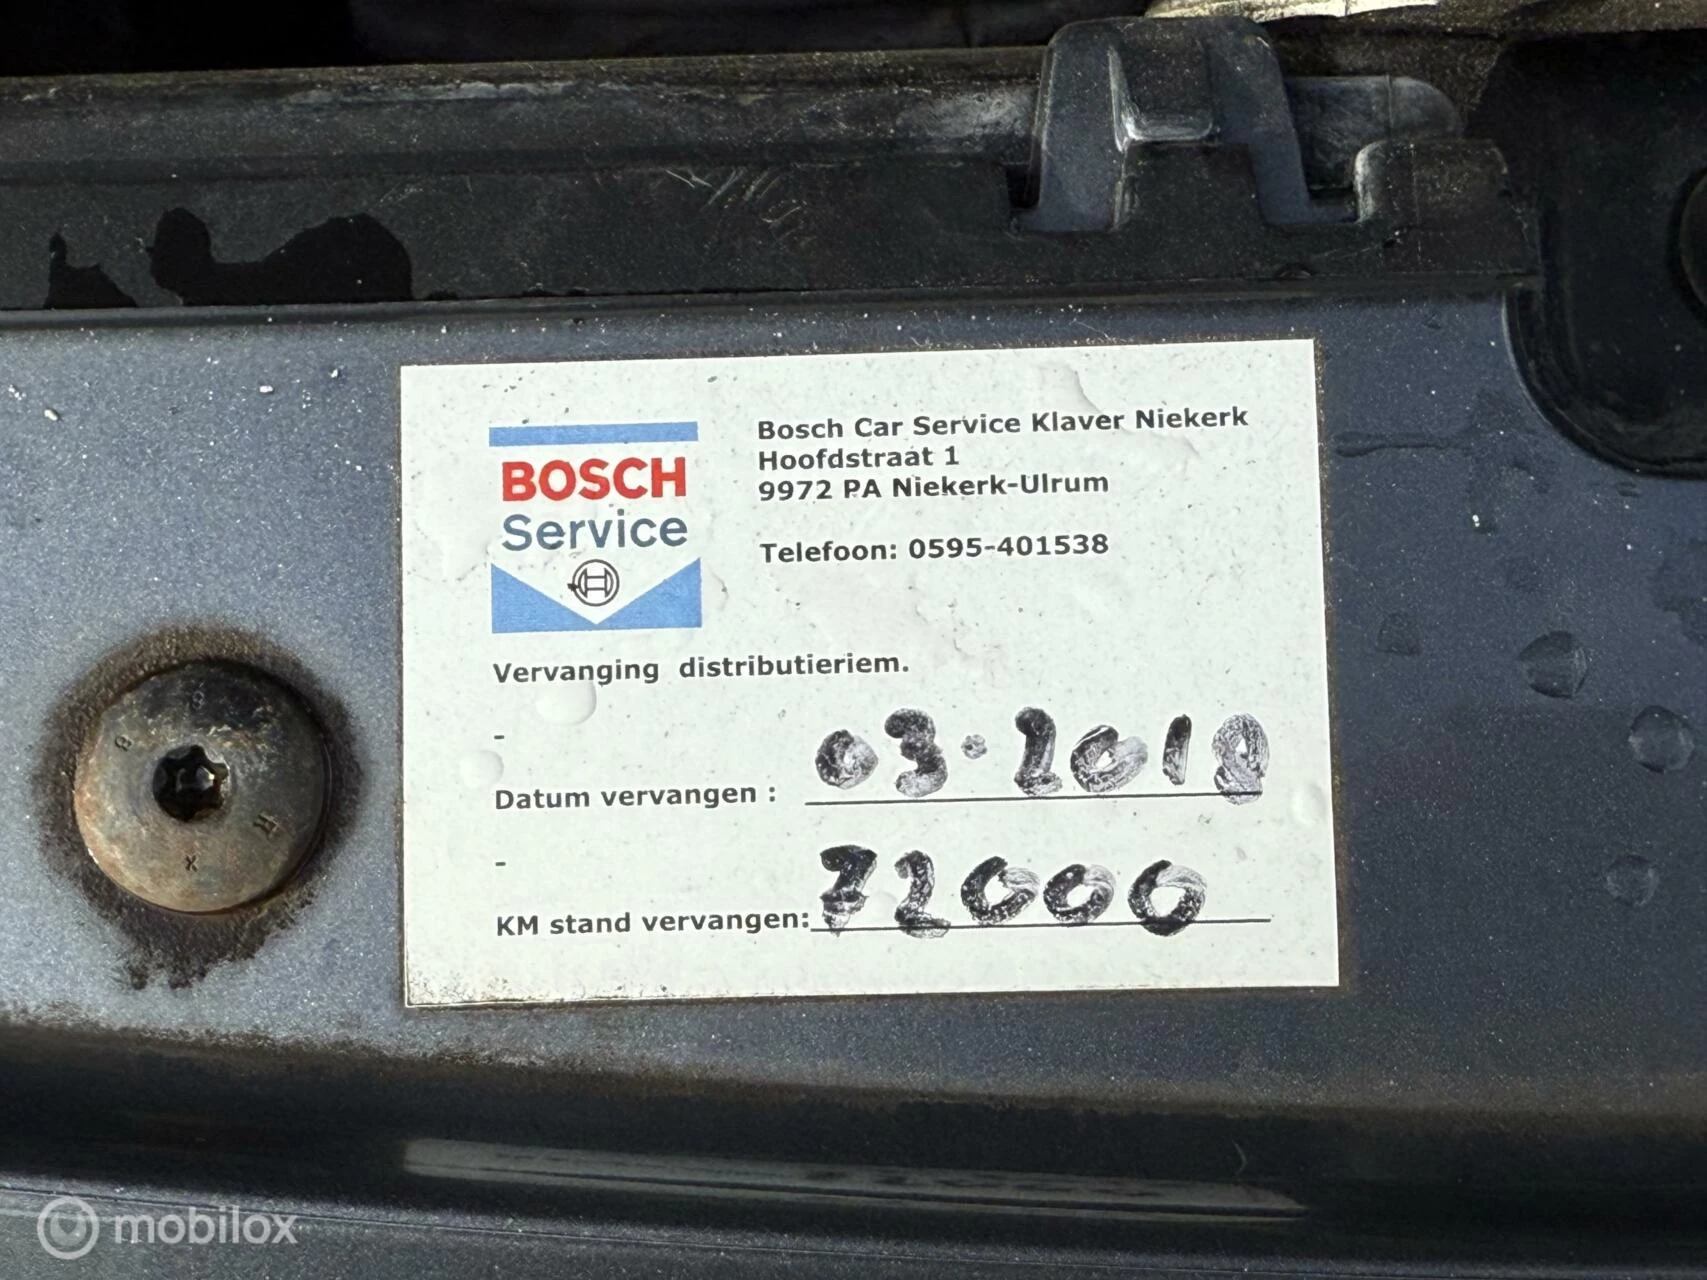 Bosch Car Service Klaver Niekerk
Hoofdstraat 1
9972 PA Niekerk-Ulrum
Telefoon: 0595-401538
BOSCH
Service
Vervanging distributieriem.
-
Datum vervangen : 03·2018
-
KM stand vervangen: 72000
mobilox